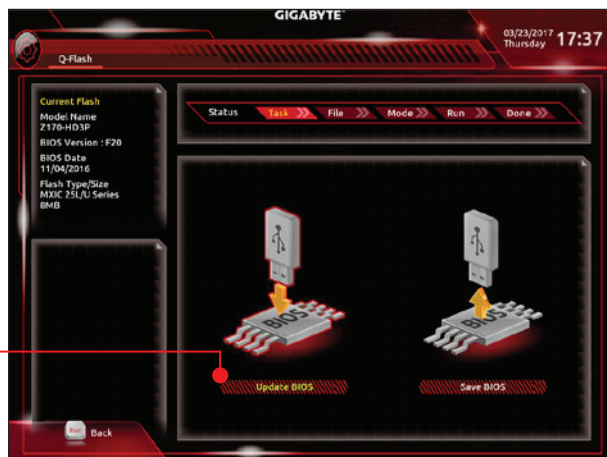 GIGABYTE™
03/23/2017
Thursday 17:37
Q-Flash
Current Flash
Model Name
Z170-HD3P
BIOS Version : F20
BIOS Date
11/04/2016
Flash Type/Size
MXIC 25L/U Series
8MB
Status Task File Mode Run Done
BIOS BIOS
Update BIOS Save BIOS
Esc Back